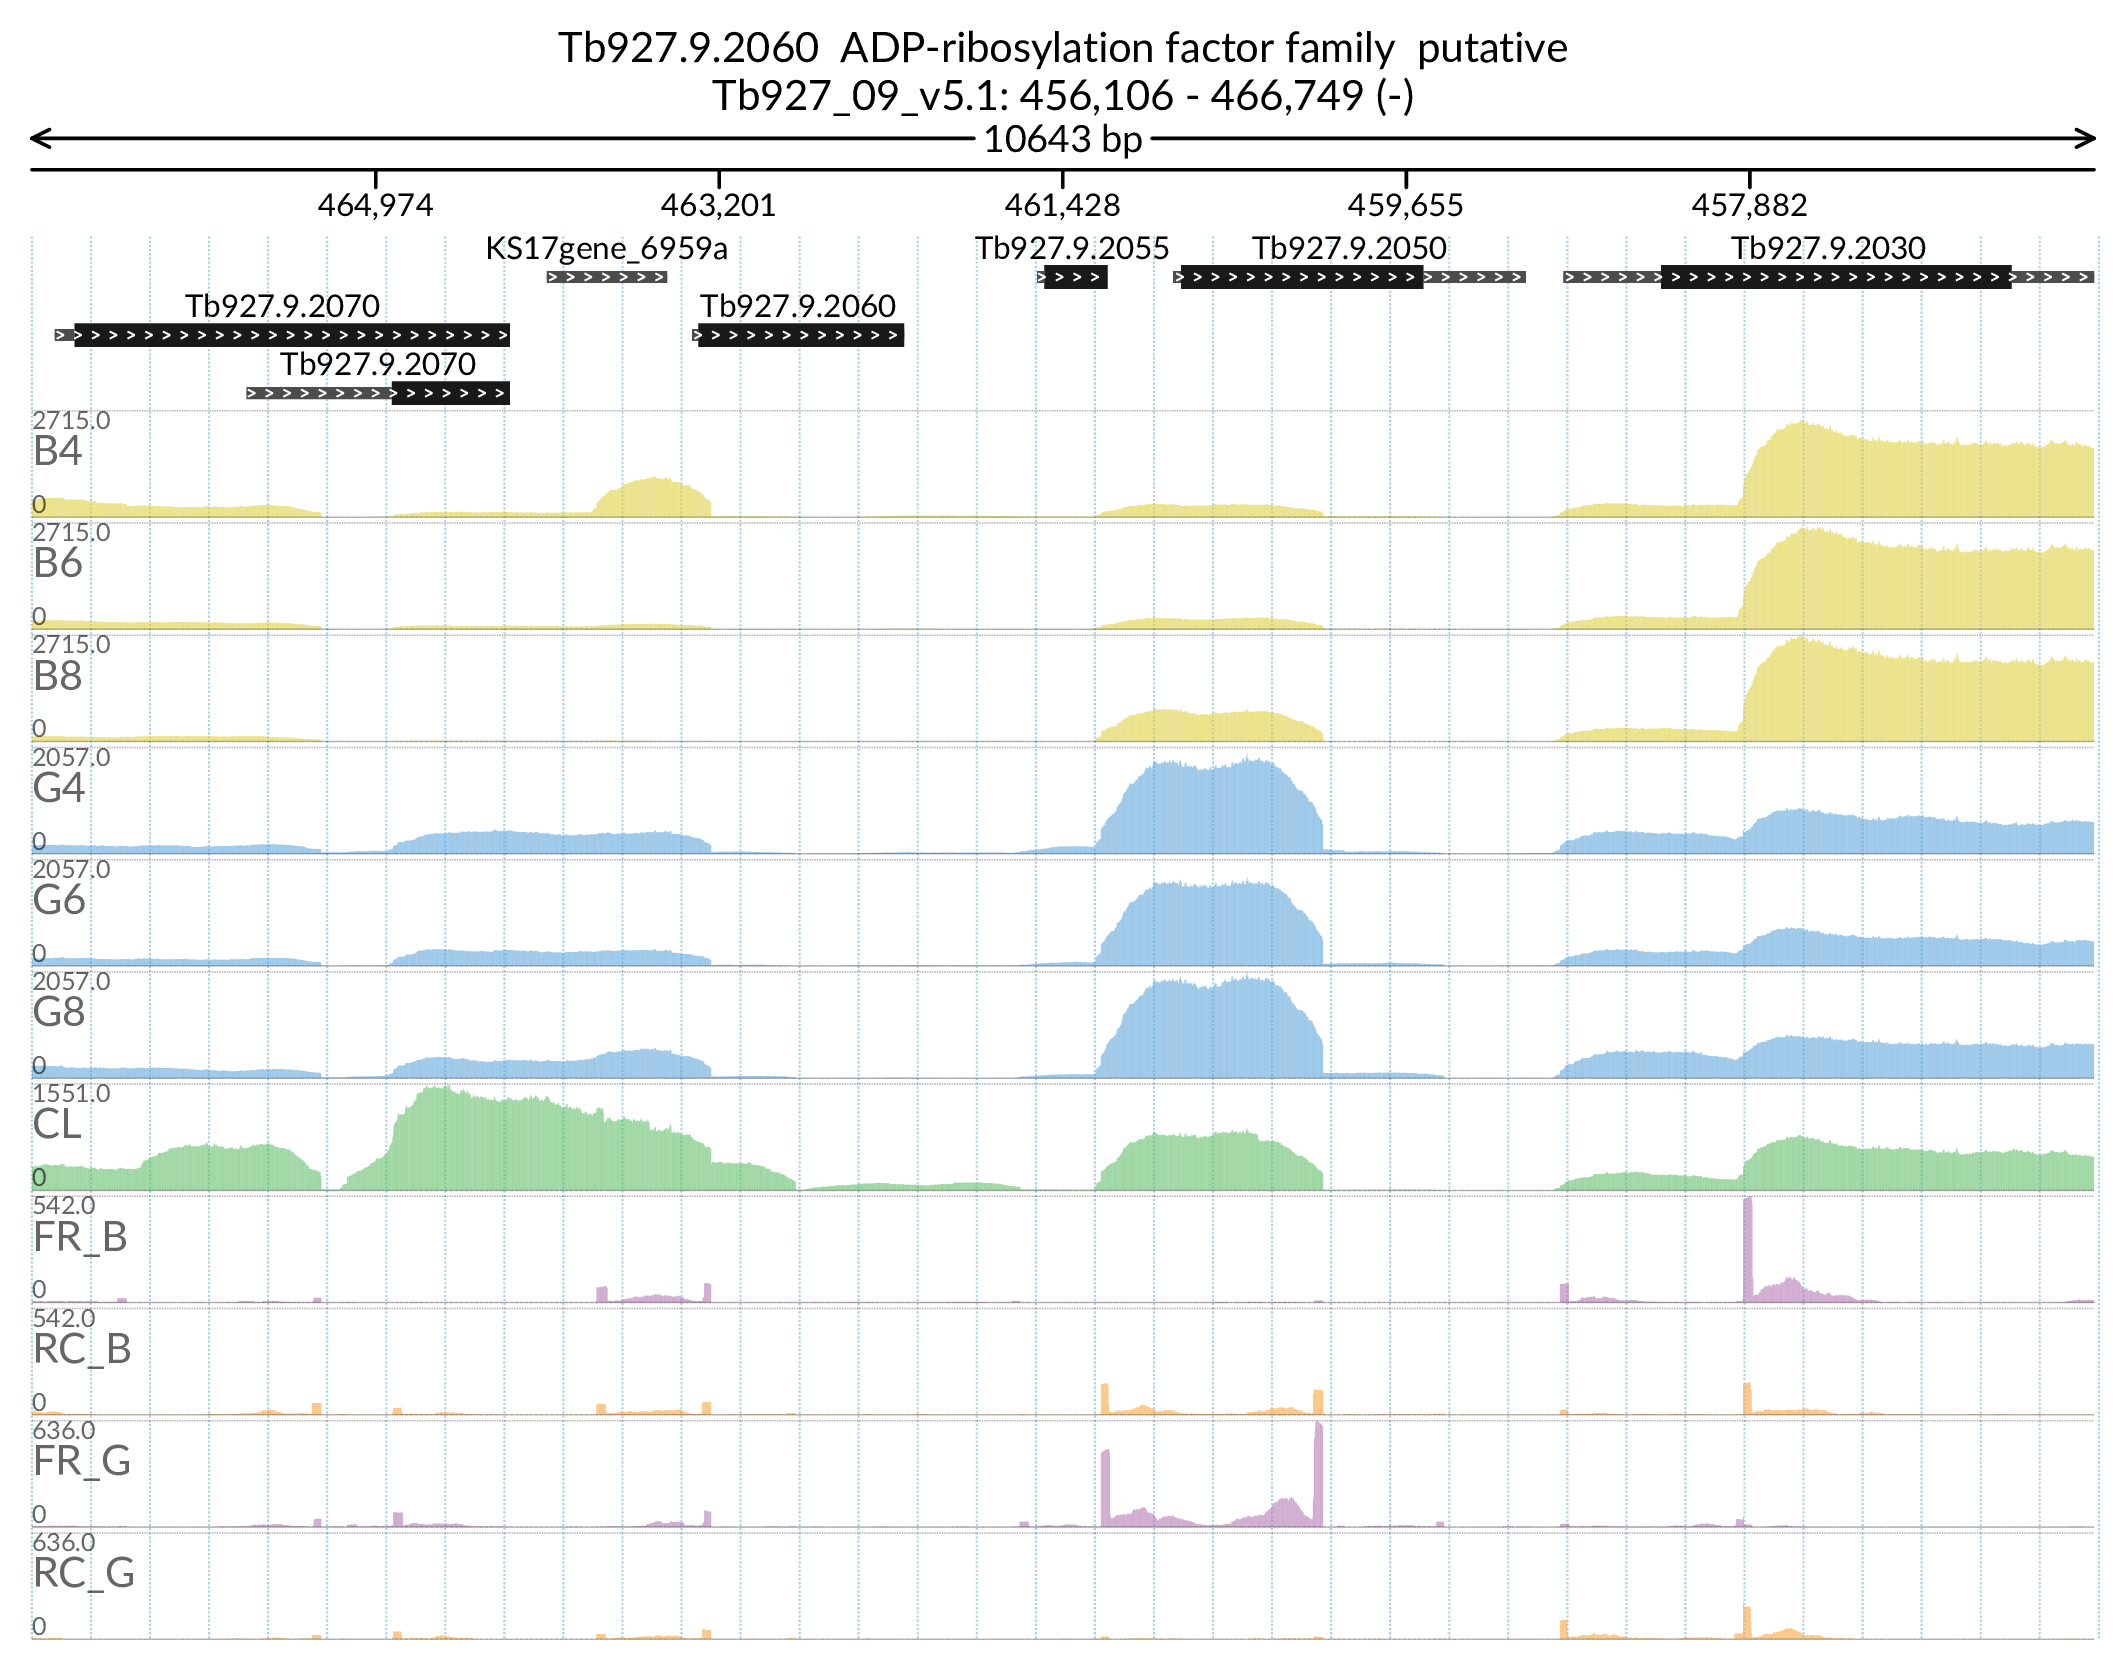 Tb927.9.2060  ADP-ribosylation factor family  putative
Tb927_09_v5.1: 456,106 - 466,749 (-)
10643 bp
464,974 463,201 461,428 459,655 457,882
KS17gene_6959a Tb927.9.2055 Tb927.9.2050 Tb927.9.2030
Tb927.9.2070 Tb927.9.2060
Tb927.9.2070
2715.0
B4
0
2715.0
B6
0
2715.0
B8
0
2057.0
G4
0
2057.0
G6
0
2057.0
G8
0
1551.0
CL
0
542.0
FR_B
0
542.0
RC_B
0
636.0
FR_G
0
636.0
RC_G
0